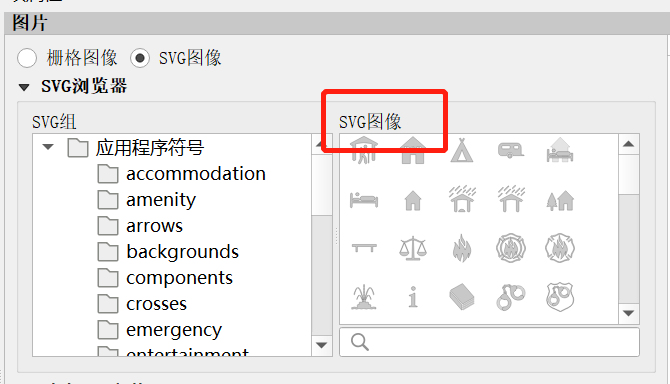 图片
栅格图像
SVG图像
SVG浏览器
SVG组
SVG图像
应用程序符号
accommodation
amenity
arrows
backgrounds
components
crosses
emergency
entertainment